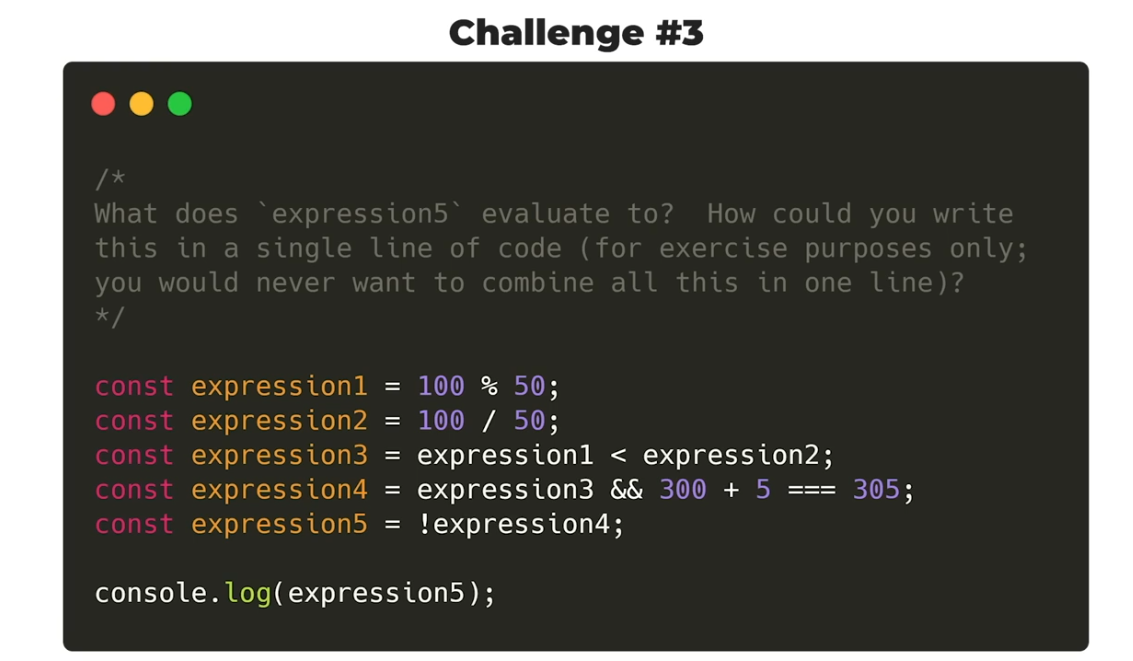 Challenge #3
/*
What does `expression5` evaluate to?  How could you write
this in a single line of code (for exercise purposes only;
you would never want to combine all this in one line)?
*/
const expression1 = 100 % 50;
const expression2 = 100 / 50;
const expression3 = expression1 < expression2;
const expression4 = expression3 && 300 + 5 === 305;
const expression5 = !expression4;
console.log(expression5);